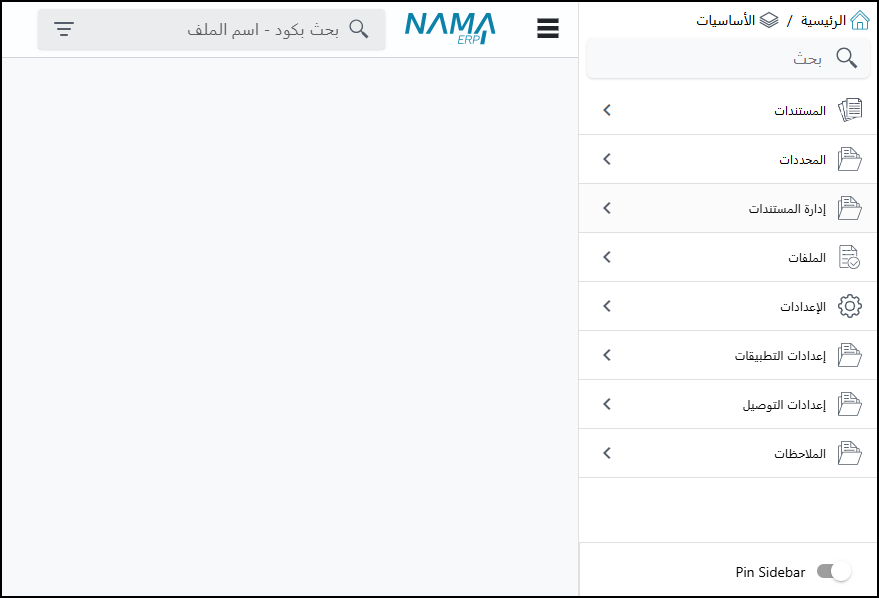 الرئيسية / الأساسيات
بحث
المستندات
المحددات
إدارة المستندات
الملفات
الإعدادات
إعدادات التطبيقات
إعدادات التوصيل
الملاحظات
Pin Sidebar
NAMA
ERP
بحث بكود - اسم الملف